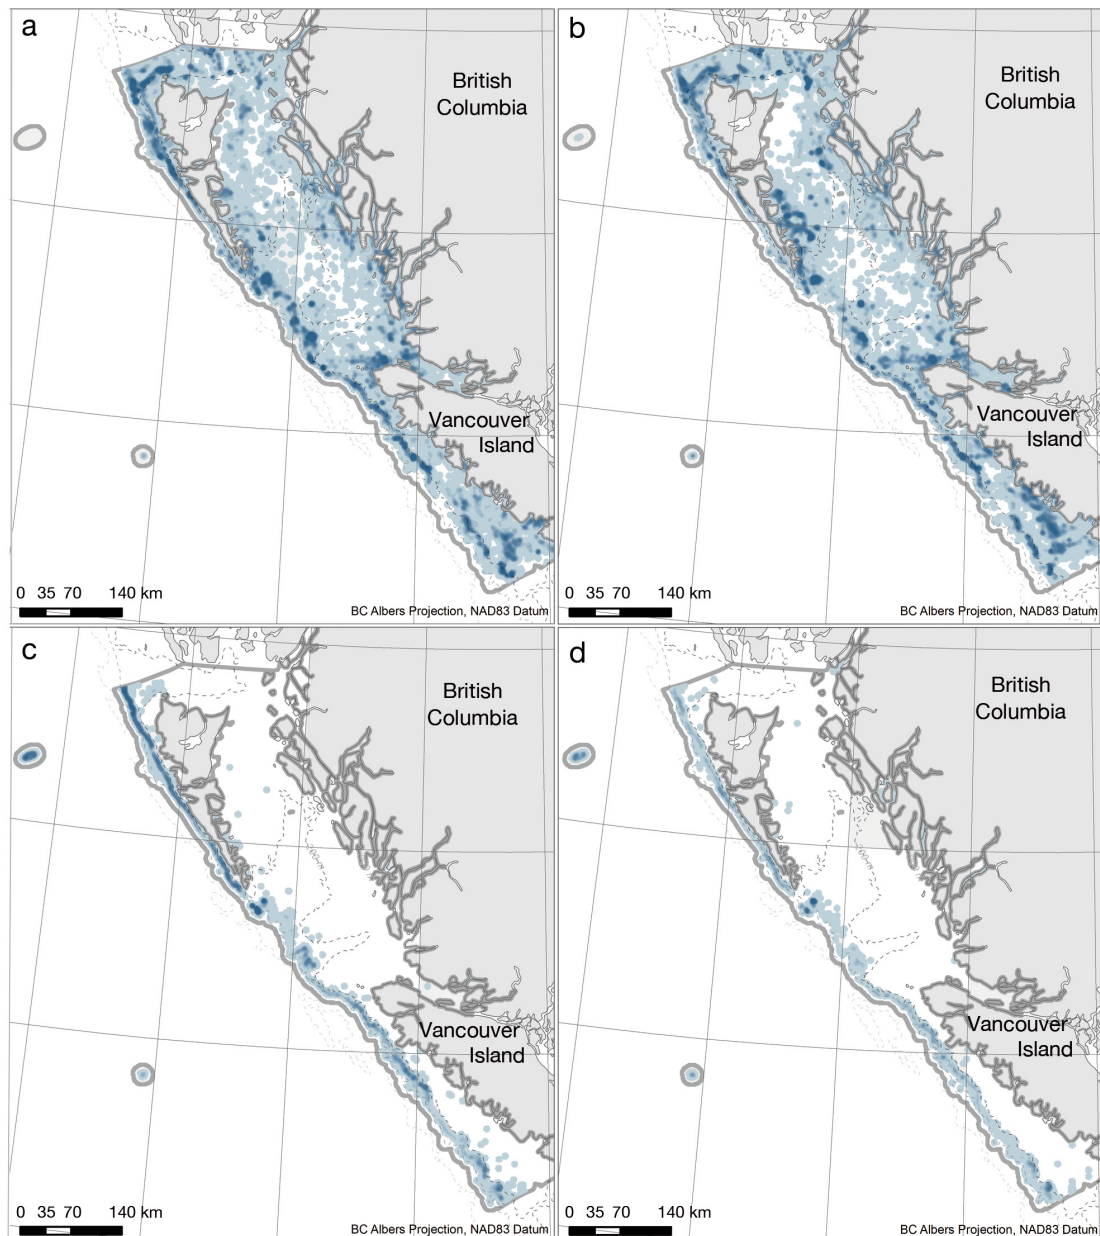 a
British
Columbia
Vancouver
Island
0 35 70 140 km
BC Albers Projection, NAD83 Datum
b
British
Columbia
Vancouver
Island
0 35 70 140 km
BC Albers Projection, NAD83 Datum
c
British
Columbia
Vancouver
Island
0 35 70 140 km
BC Albers Projection, NAD83 Datum
d
British
Columbia
Vancouver
Island
0 35 70 140 km
BC Albers Projection, NAD83 Datum